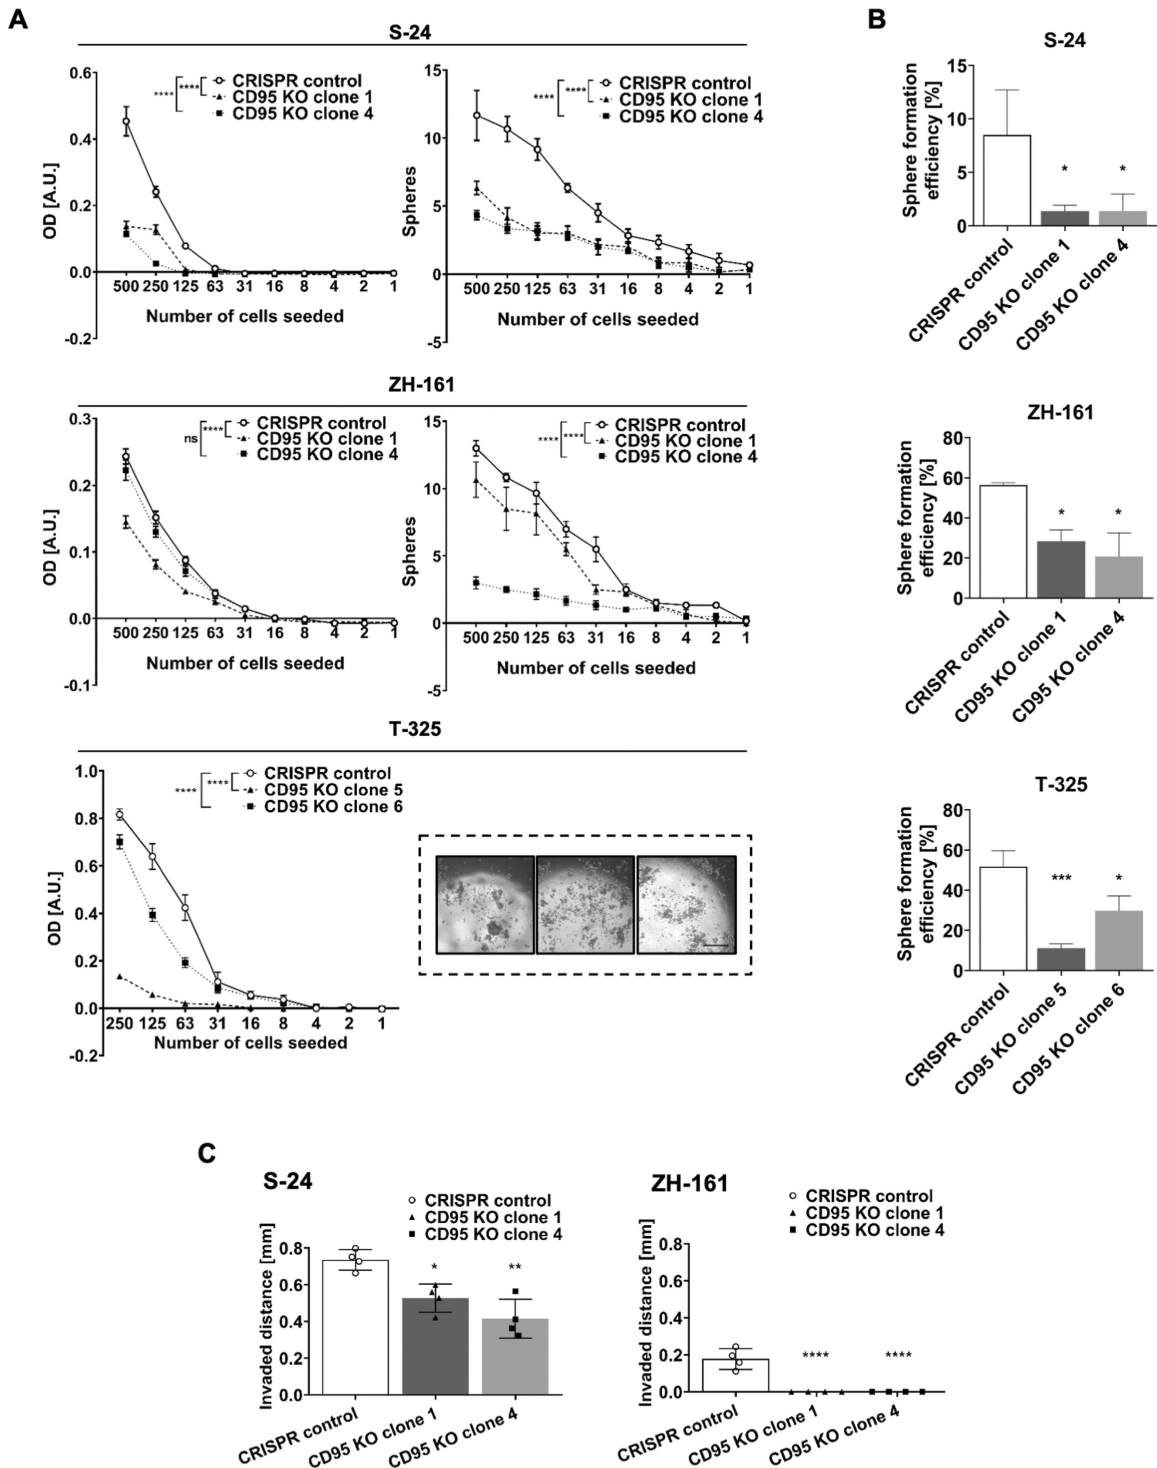 A
S-24
0.6
0.4
0.2
0.0
-0.2
OD [A.U.]
**** ****
CRISPR control
CD95 KO clone 1
CD95 KO clone 4
500 250 125 63 31 16 8 4 2 1
Number of cells seeded
15
10
5
0
-5
Spheres
**** ****
CRISPR control
CD95 KO clone 1
CD95 KO clone 4
500 250 125 63 31 16 8 4 2 1
Number of cells seeded
ZH-161
0.3
0.2
0.1
0.0
-0.1
OD [A.U.]
ns ****
CRISPR control
CD95 KO clone 1
CD95 KO clone 4
500 250 125 63 31 16 8 4 2 1
Number of cells seeded
15
10
5
0
-5
Spheres
**** ****
CRISPR control
CD95 KO clone 1
CD95 KO clone 4
500 250 125 63 31 16 8 4 2 1
Number of cells seeded
T-325
1.0
0.8
0.6
0.4
0.2
0.0
-0.2
OD [A.U.]
**** ****
CRISPR control
CD95 KO clone 5
CD95 KO clone 6
250 125 63 31 16 8 4 2 1
Number of cells seeded
B
S-24
Sphere formation
efficiency [%]
15
10
5
0
* *
CRISPR control
CD95 KO clone 1
CD95 KO clone 4
ZH-161
Sphere formation
efficiency [%]
80
60
40
20
0
* *
CRISPR control
CD95 KO clone 1
CD95 KO clone 4
T-325
Sphere formation
efficiency [%]
80
60
40
20
0
*** *
CRISPR control
CD95 KO clone 5
CD95 KO clone 6
C
S-24
CRISPR control
CD95 KO clone 1
CD95 KO clone 4
Invaded distance [mm]
0.8
0.6
0.4
0.2
0.0
* **
CRISPR control
CD95 KO clone 1
CD95 KO clone 4
ZH-161
CRISPR control
CD95 KO clone 1
CD95 KO clone 4
Invaded distance [mm]
0.8
0.6
0.4
0.2
0.0
**** ****
CRISPR control
CD95 KO clone 1
CD95 KO clone 4